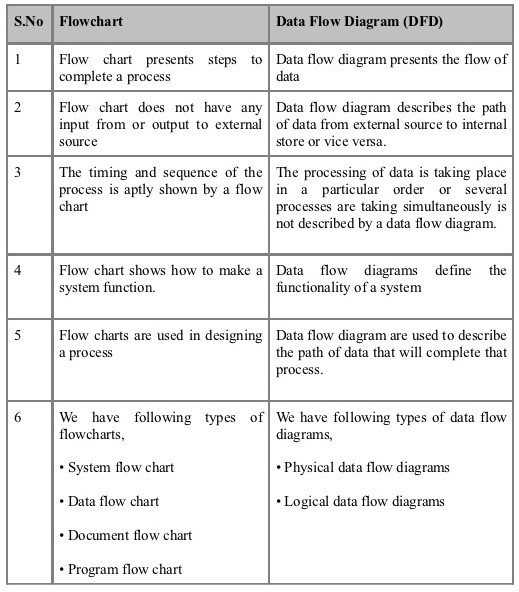 S.No Flowchart Data Flow Diagram (DFD)
1 Flow chart presents steps to Data flow diagram presents the flow of
complete a process data
2 Flow chart does not have any Data flow diagram describes the path
input from or output to external of data from external source to internal
source store or vice versa.
3 The timing and sequence of the The processing of data is taking place
process is aptly shown by a flow in a particular order or several
chart processes are taking simultaneously is
not described by a data flow diagram.
4 Flow chart shows how to make a Data flow diagrams define the
system function. functionality of a system
5 Flow charts are used in designing Data flow diagram are used to describe
a process the path of data that will complete that
process.
6 We have following types of We have following types of data flow
flowcharts, diagrams,
• System flow chart • Physical data flow diagrams
• Data flow chart • Logical data flow diagrams
• Document flow chart
• Program flow chart